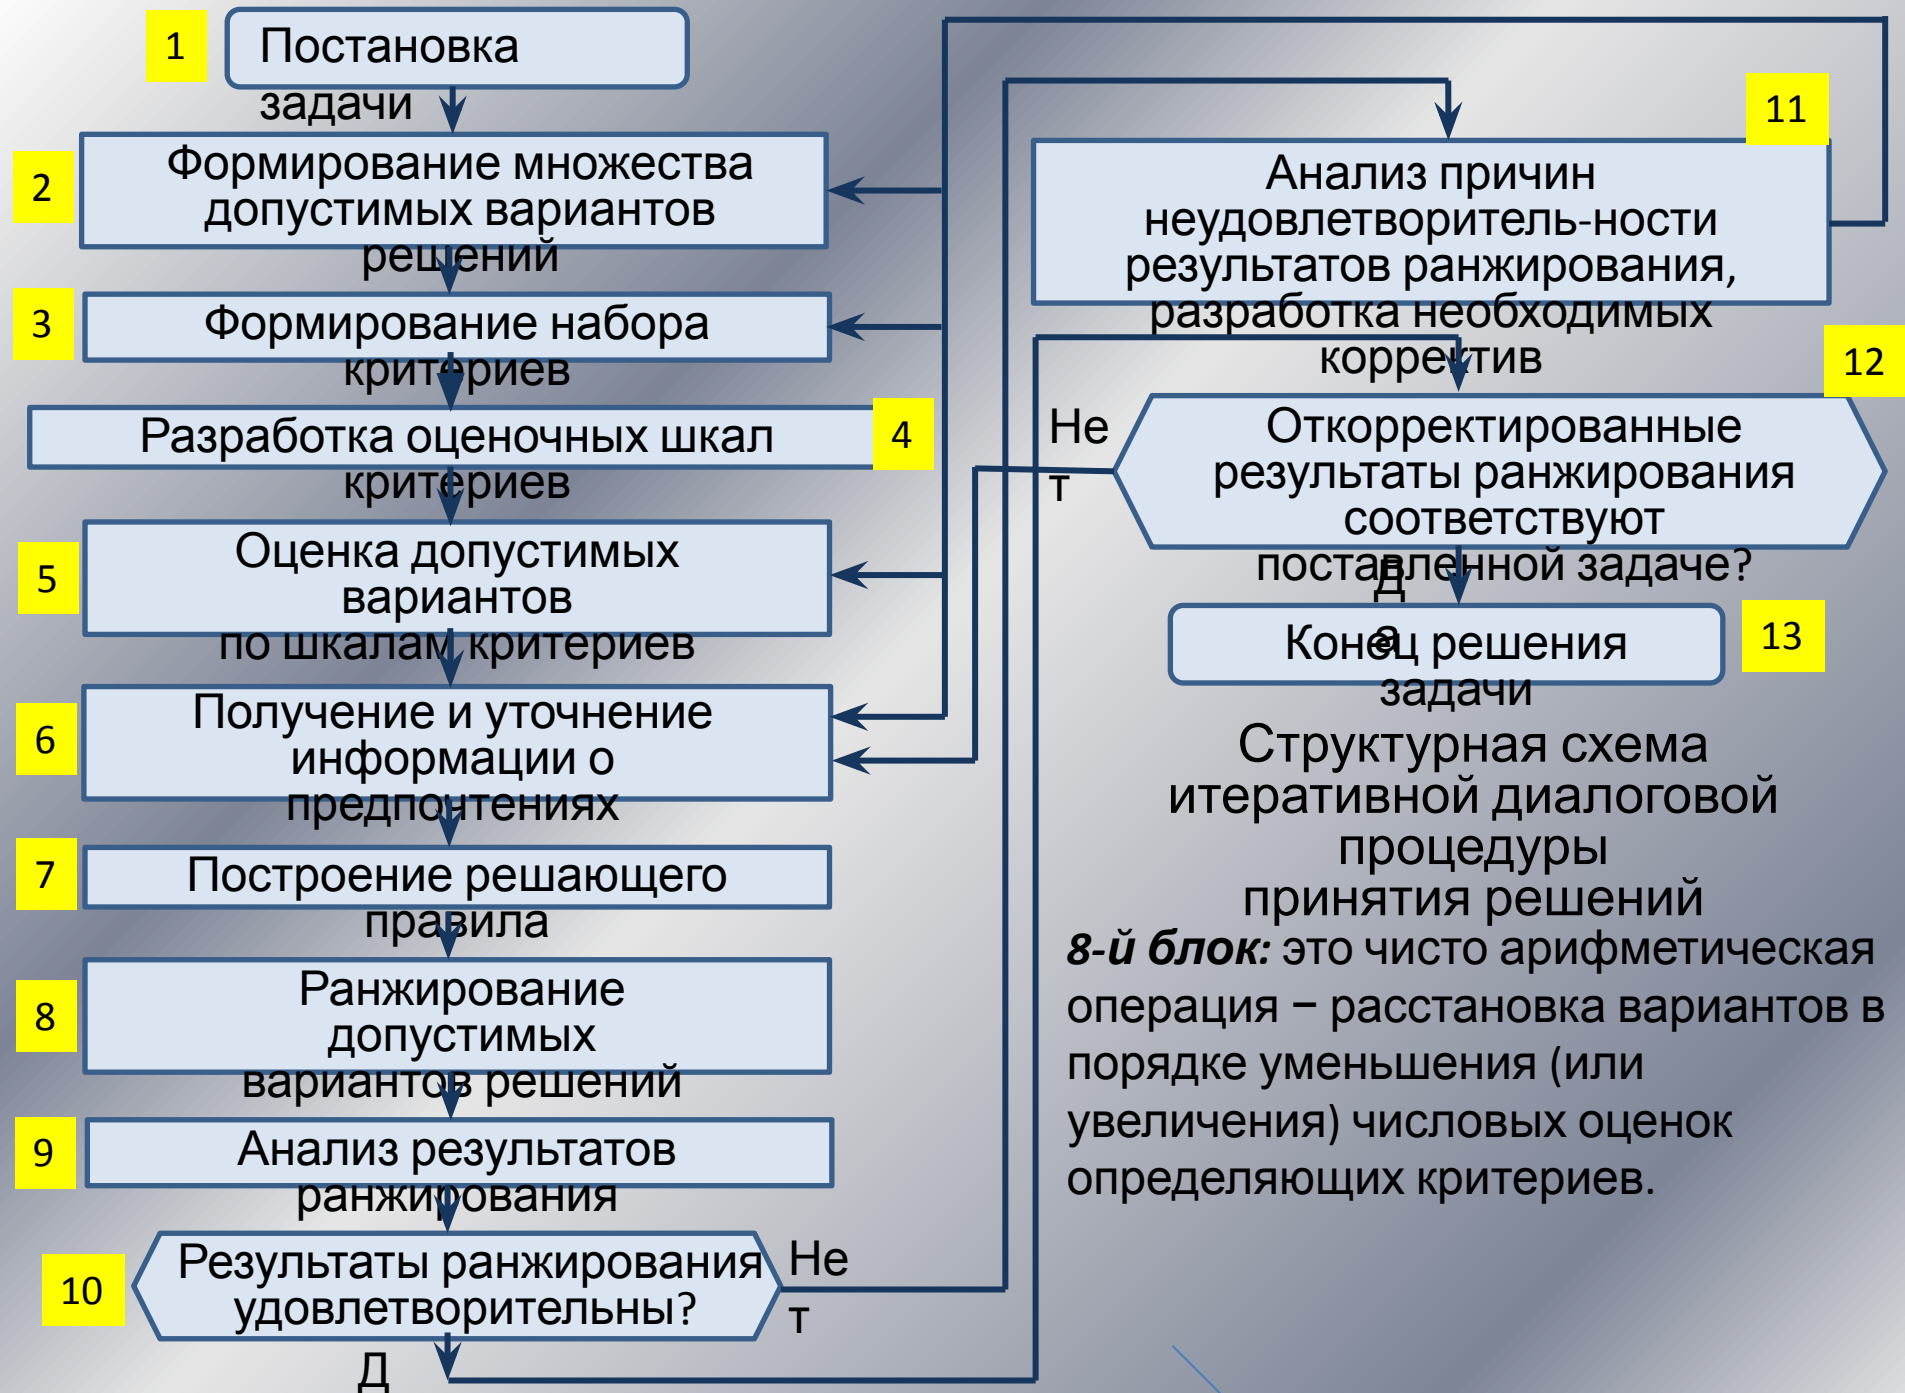 1
Постановка
задачи
2
Формирование множества
допустимых вариантов
решений
3
Формирование набора
критериев
4
Разработка оценочных шкал
критериев
5
Оценка допустимых
вариантов
по шкалам критериев
6
Получение и уточнение
информации о
предпочтениях
7
Построение решающего
правила
8
Ранжирование
допустимых
вариантов решений
9
Анализ результатов
ранжирования
10
Результаты ранжирования
удовлетворительны?
Не
т
Д
11
Анализ причин
неудовлетворитель-ности
результатов ранжирования,
разработка необходимых
корректив
12
Не
т
Откорректированные
результаты ранжирования
соответствуют
поставленной задаче?
Д
а
13
Конец решения
задачи
Структурная схема
итеративной диалоговой
процедуры
принятия решений
8-й блок: это чисто арифметическая
операция – расстановка вариантов в
порядке уменьшения (или
увеличения) числовых оценок
определяющих критериев.